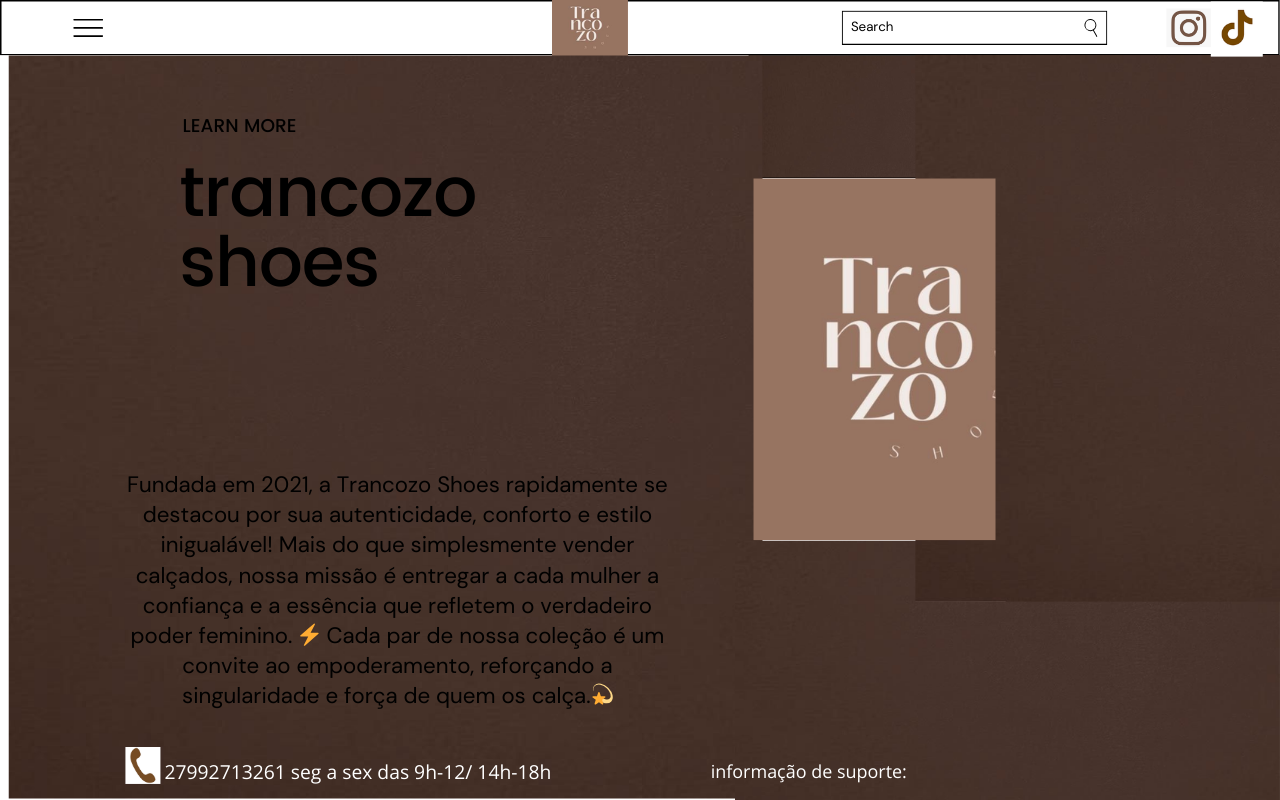 Tra
nco
zo
Search
LEARN MORE
trancozo
shoes
Tra
nco
zo
S H O
Fundada em 2021, a Trancozo Shoes rapidamente se
destacou por sua autenticidade, conforto e estilo
inigualável! Mais do que simplesmente vender
calçados, nossa missão é entregar a cada mulher a
confiança e a essência que refletem o verdadeiro
poder feminino. ⚡ Cada par de nossa coleção é um
convite ao empoderamento, reforçando a
singularidade e força de quem os calça.💫
27992713261 seg a sex das 9h-12/ 14h-18h
informação de suporte: